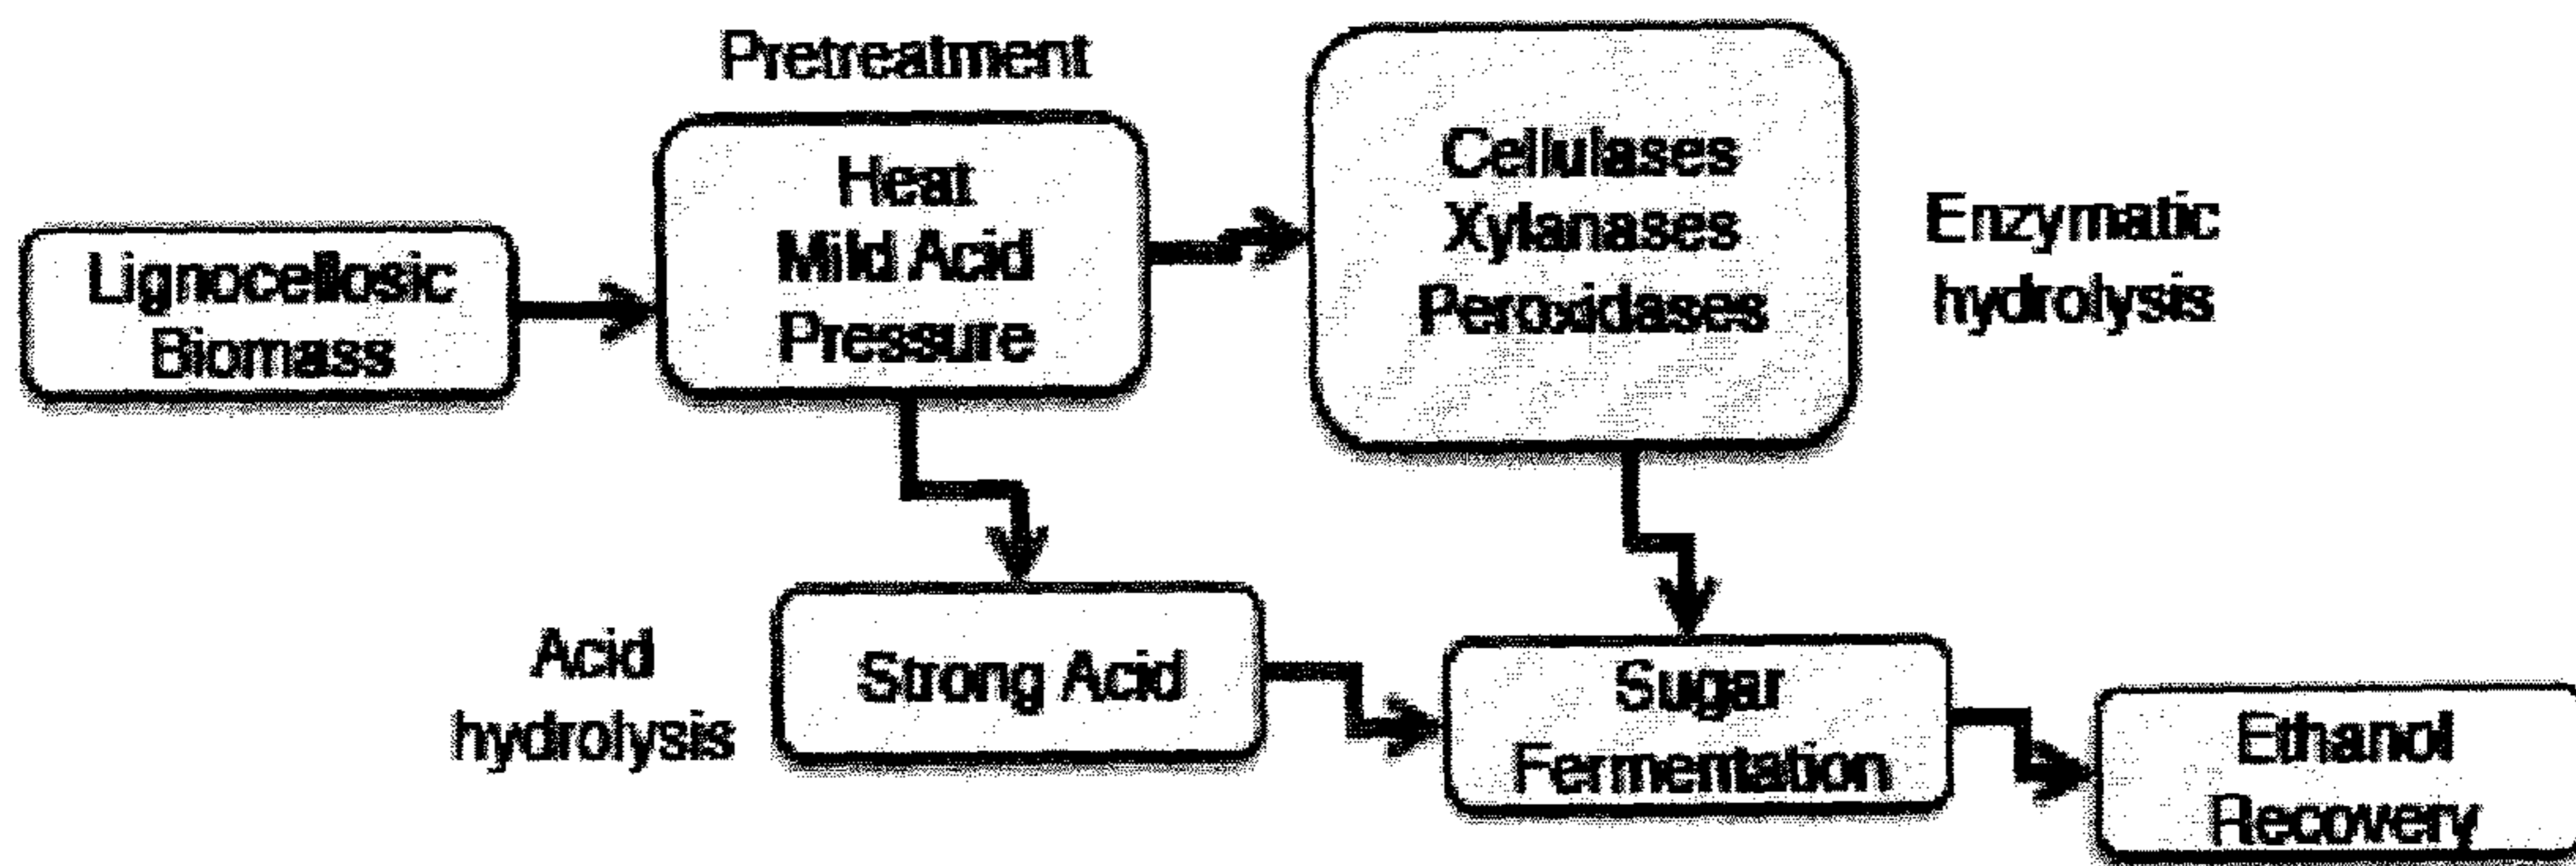 Pretreatment
Heat
Mild Acid
Pressure
Cellulases
Xylanases
Peroxidases
Enzymatic
hydrolysis
Lignocellosic
Biomass
Acid
hydrolysis
Strong Acid
Sugar
Fermentation
Ethanol
Recovery